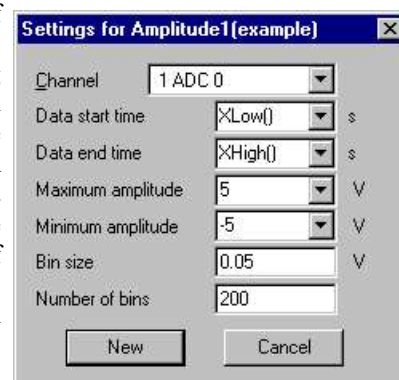 Settings for Amplitude1(example)
Channel 1 ADC 0
Data start time XLow() s
Data end time XHigh() s
Maximum amplitude 5 V
Minimum amplitude -5 V
Bin size 0.05 V
Number of bins 200
New Cancel